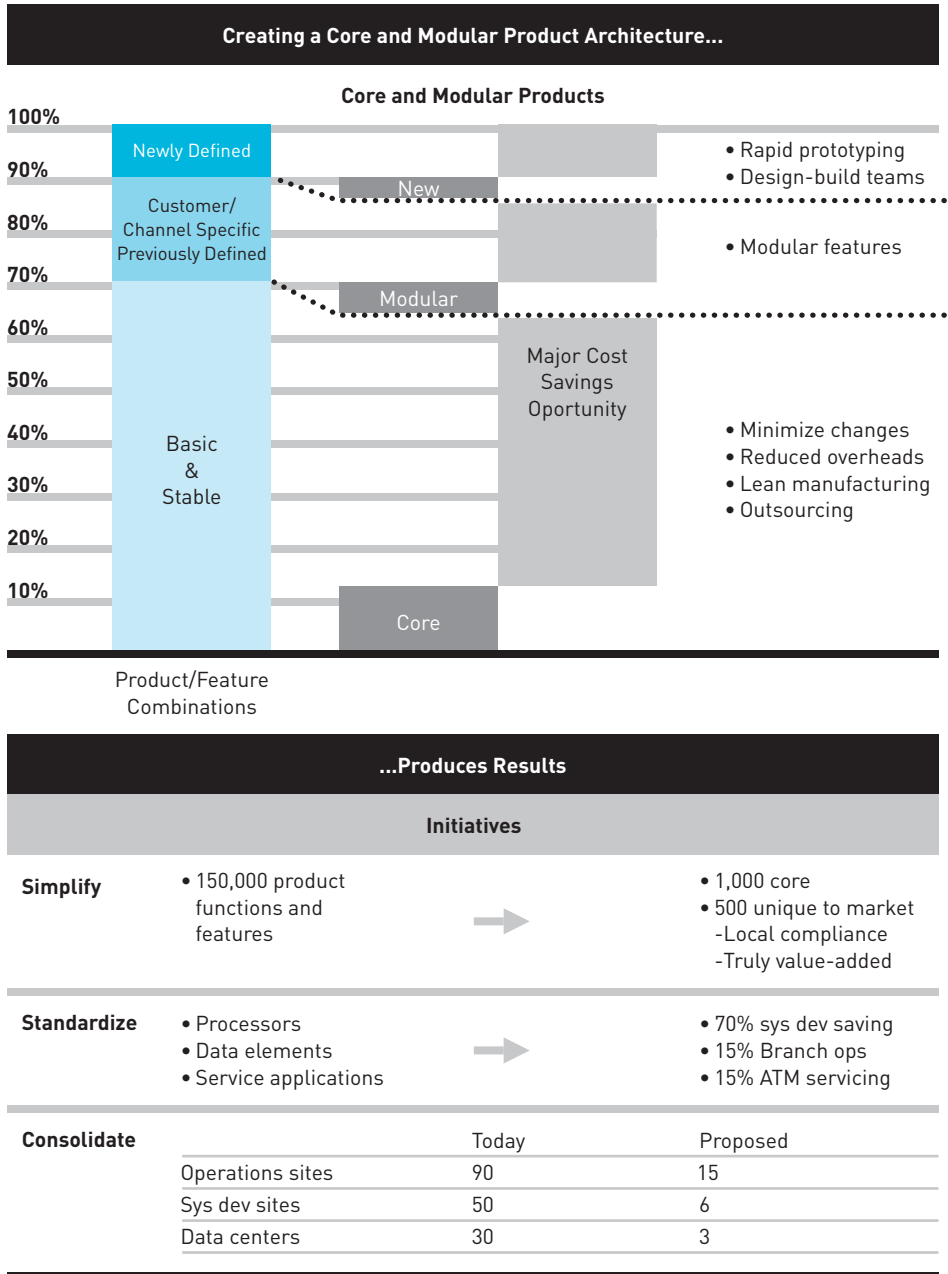 Creating a Core and Modular Product Architecture...
Core and Modular Products
100%
90%
80%
70%
60%
50%
40%
30%
20%
10%
Newly Defined
Customer/
Channel Specific
Previously Defined
Basic
&
Stable
New
Modular
Core
Major Cost
Savings
Oportunity
• Rapid prototyping
• Design-build teams
• Modular features
• Minimize changes
• Reduced overheads
• Lean manufacturing
• Outsourcing
Product/Feature
Combinations
...Produces Results
Initiatives
Simplify
• 150,000 product
functions and
features
• 1,000 core
• 500 unique to market
-Local compliance
-Truly value-added
Standardize
• Processors
• Data elements
• Service applications
• 70% sys dev saving
• 15% Branch ops
• 15% ATM servicing
Consolidate
Today Proposed
Operations sites 90 15
Sys dev sites 50 6
Data centers 30 3